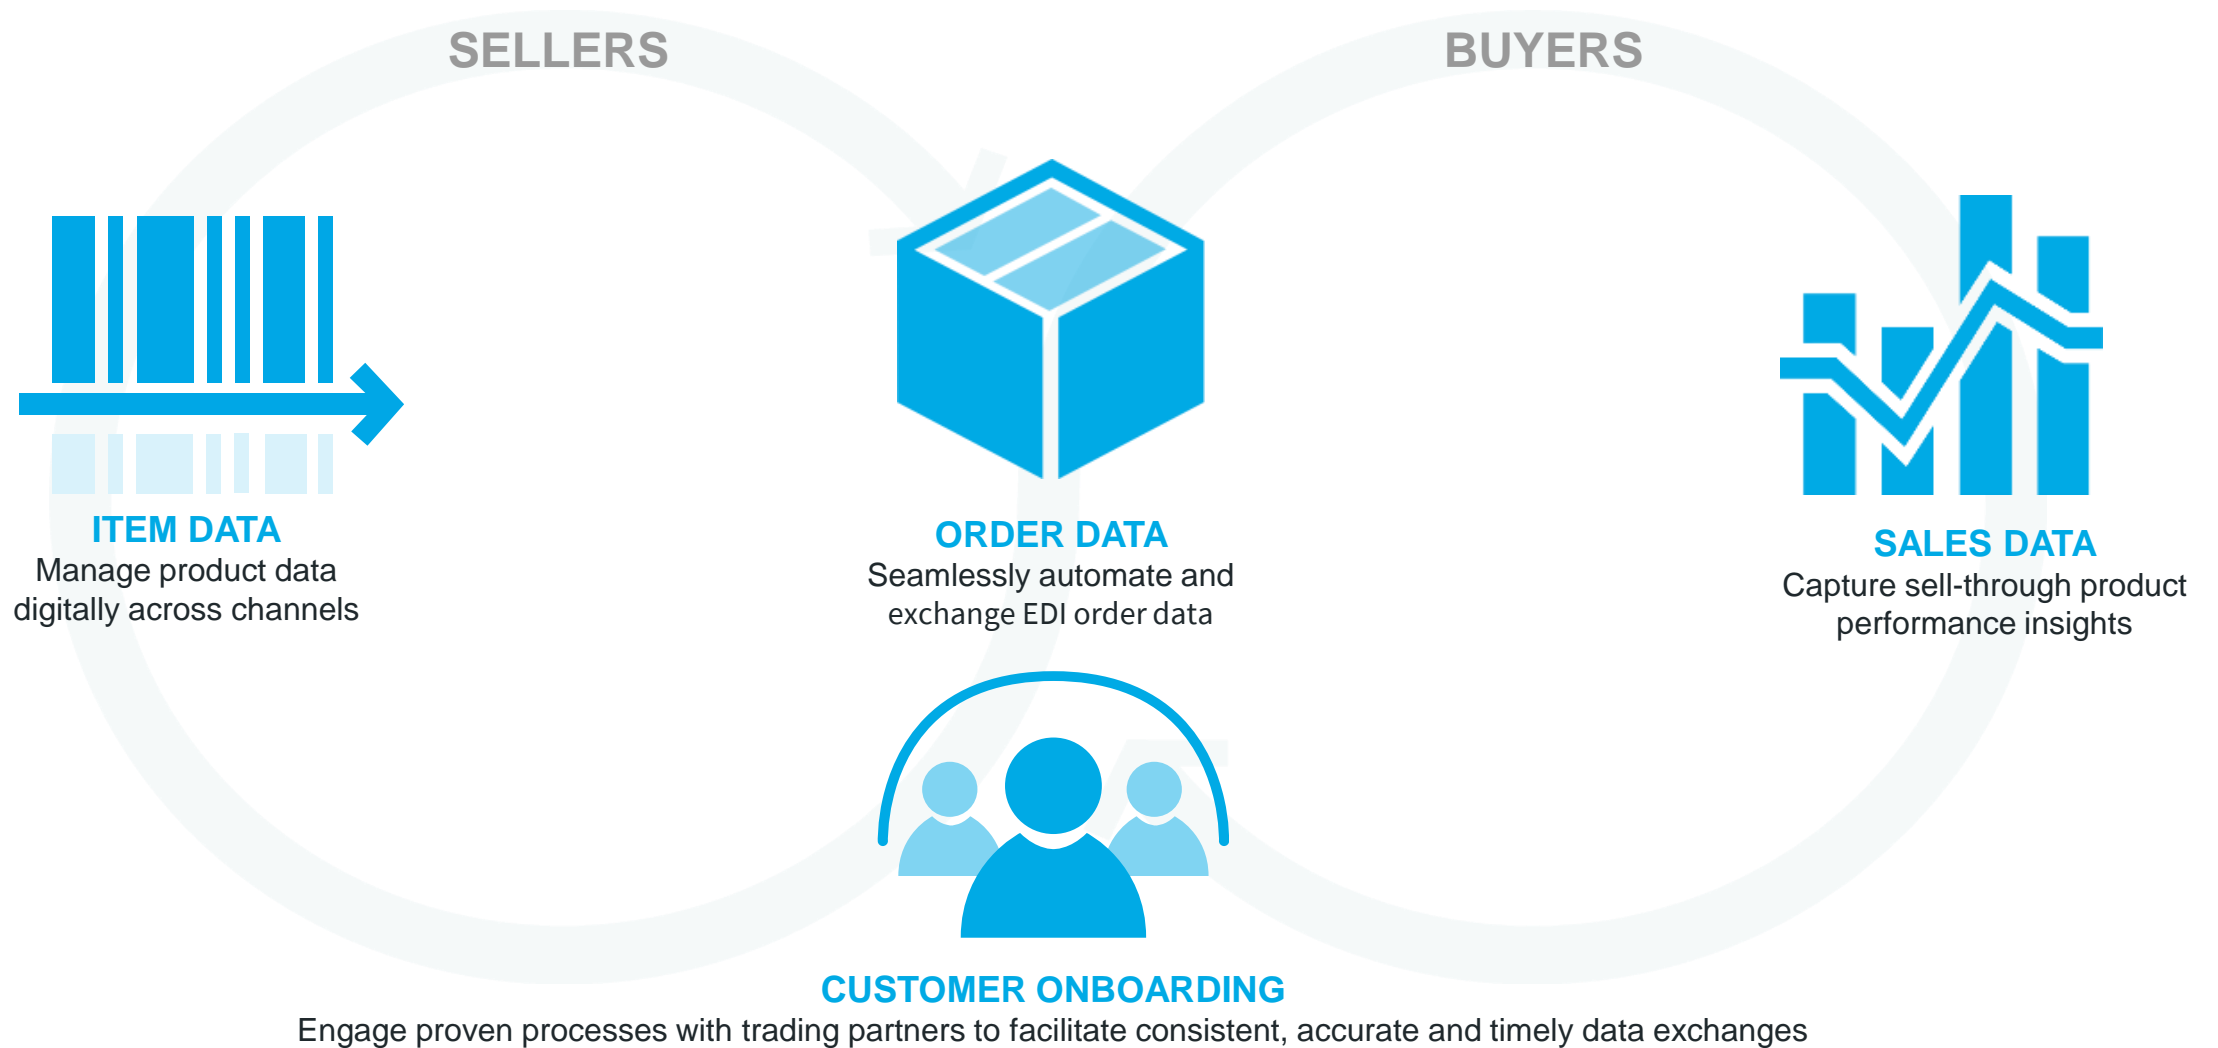 SELLERS
BUYERS
ITEM DATA
Manage product data
digitally across channels
ORDER DATA
Seamlessly automate and
exchange EDI order data
SALES DATA
Capture sell-through product
performance insights
CUSTOMER ONBOARDING
Engage proven processes with trading partners to facilitate consistent, accurate and timely data exchanges